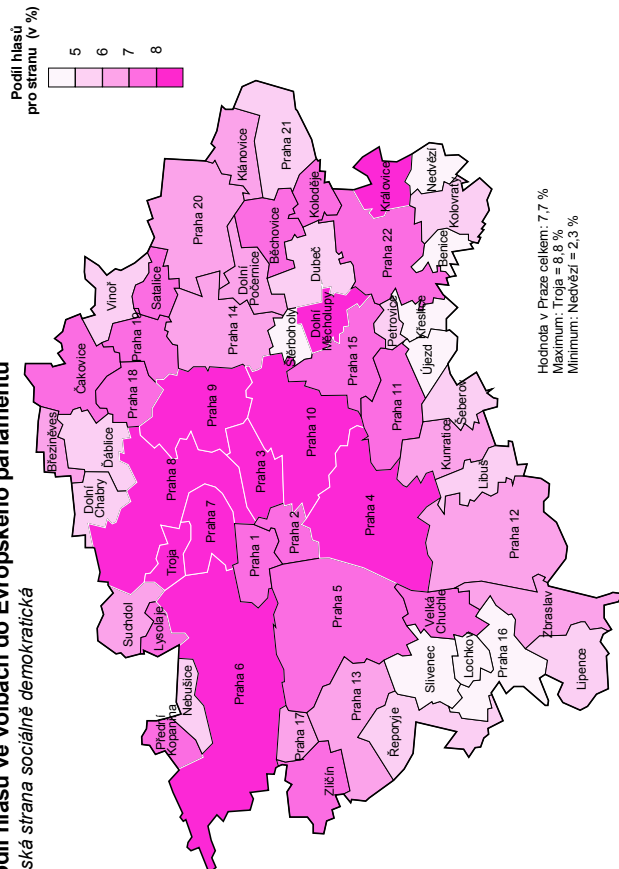 díl hlasů ve volbách do Evropského parlamentu
ská strana sociálně demokratická
Podíl hlasů
pro stranu (v %)
5
6
7
8
Březiněves
Čakovice
Vinoř
Dolní
Chabry
Ďáblice
Praha 18
Praha 19
Satalice
Praha 20
Klánovice
Praha 21
Suchdol
Lysolaje
Troja
Praha 8
Praha 9
Praha 14
Dolní
Počernice
Běchovice
Koloděje
Přední
Kopanina
Nebušice
Praha 6
Praha 7
Praha 3
Praha 1
Praha 2
Praha 10
Štěrboholy
Dolní
Měcholupy
Dubeč
Královice
Nedvězí
Praha 22
Kolovraty
Benice
Praha 17
Zličín
Praha 13
Praha 5
Praha 4
Praha 15
Praha 11
Petrovice
Křeslice
Újezd
Šeberov
Kunratice
Libuš
Řeporyje
Slivenec
Lochkov
Velká
Chuchle
Praha 16
Praha 12
Zbraslav
Lipence
Hodnota v Praze celkem: 7,7 %
Maximum: Troja = 8,8 %
Minimum: Nedvězí = 2,3 %